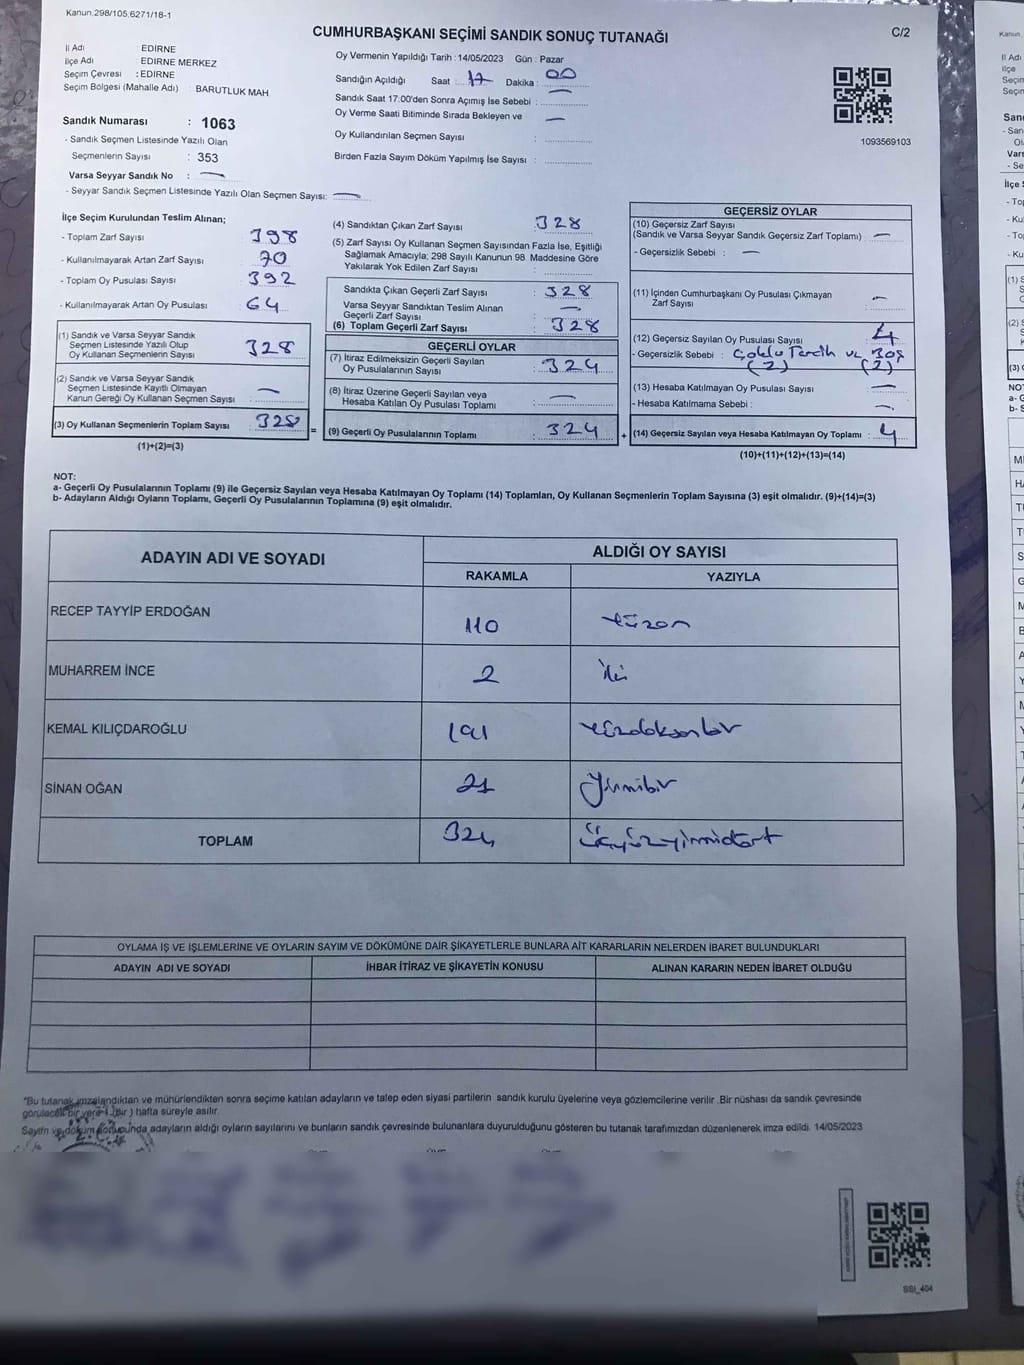 Kanun.298/105,6271/18-1
CUMHURBAŞKANI SEÇİMİ SANDIK SONUÇ TUTANAĞI
C/2
İl Adı EDİRNE
İlçe Adı EDİRNE MERKEZ
Seçim Çevresi : EDİRNE
Seçim Bölgesi (Mahalle Adı) BARUTLUK MAH.
Oy Vermenin Yapıldığı Tarih : 14/05/2023 Gün : Pazar
Sandığın Açıldığı Saat : 17 Dakika : 00
Sandık Saat 17:00'den Sonra Açımış İse Sebebi :
Oy Verme Saati Bitiminde Sırada Bekleyen ve —
Oy Kullandırılan Seçmen Sayısı :
Birden Fazla Sayım Döküm Yapılmış İse Sayısı :
1093569103
Sandık Numarası : 1063
- Sandık Seçmen Listesinde Yazılı Olan
Seçmenlerin Sayısı : 353
Varsa Seyyar Sandık No : —
- Seyyar Sandık Seçmen Listesinde Yazılı Olan Seçmen Sayısı: —
İlçe Seçim Kurulundan Teslim Alınan;
- Toplam Zarf Sayısı : 398
- Kullanılmayarak Artan Zarf Sayısı : 70
- Toplam Oy Pusulası Sayısı : 392
- Kullanılmayarak Artan Oy Pusulası : 64
(1) Sandık ve Varsa Seyyar Sandık
Seçmen Listesinde Yazılı Olup
Oy Kullanan Seçmenlerin Sayısı : 328
(2) Sandık ve Varsa Seyyar Sandık
Seçmen Listesinde Kayıtlı Olmayan
Kanun Gereği Oy Kullanan Seçmen Sayısı : —
(3) Oy Kullanan Seçmenlerin Toplam Sayısı : 328
(1)+(2)=(3)
(4) Sandıktan Çıkan Zarf Sayısı : 328
(5) Zarf Sayısı Oy Kullanan Seçmen Sayısından Fazla İse, Eşitliği
Sağlamak Amacıyla; 298 Sayılı Kanunun 98. Maddesine Göre
Yakılarak Yok Edilen Zarf Sayısı :
Sandıkta Çıkan Geçerli Zarf Sayısı : 328
Varsa Seyyar Sandıktan Teslim Alınan
Geçerli Zarf Sayısı : —
(6) Toplam Geçerli Zarf Sayısı : 328
GEÇERLİ OYLAR
(7) İtiraz Edilmeksizin Geçerli Sayılan
Oy Pusulalarının Sayısı : 324
(8) İtiraz Üzerine Geçerli Sayılan veya
Hesaba Katılan Oy Pusulası Toplamı : —
= (9) Geçerli Oy Pusulalarının Toplamı : 324
GEÇERSİZ OYLAR
(10) Geçersiz Zarf Sayısı
(Sandık ve Varsa Seyyar Sandık Geçersiz Zarf Toplamı) : —
- Geçersizlik Sebebi : —
(11) İçinden Cumhurbaşkanı Oy Pusulası Çıkmayan
Zarf Sayısı : —
(12) Geçersiz Sayılan Oy Pusulası Sayısı : 4
- Geçersizlik Sebebi : Çoklu Tercih ve Boş
(2) (2)
(13) Hesaba Katılmayan Oy Pusulası Sayısı : —
- Hesaba Katılmama Sebebi : —
+ (14) Geçersiz Sayılan veya Hesaba Katılmayan Oy Toplamı : 4
(10)+(11)+(12)+(13)=(14)
NOT:
a- Geçerli Oy Pusulalarının Toplamı (9) ile Geçersiz Sayılan veya Hesaba Katılmayan Oy Toplamı (14) Toplamları, Oy Kullanan Seçmenlerin Toplam Sayısına (3) eşit olmalıdır. (9)+(14)=(3)
b- Adayların Aldığı Oyların Toplamı, Geçerli Oy Pusulalarının Toplamına (9) eşit olmalıdır.
ADAYIN ADI VE SOYADI ALDIĞI OY SAYISI
RAKAMLA YAZIYLA
RECEP TAYYİP ERDOĞAN 110 Yüzon
MUHARREM İNCE 2 İki
KEMAL KILIÇDAROĞLU 191 Yüzdoksanbir
SİNAN OĞAN 21 Yirmibir
TOPLAM 324 Üçyüzyirmidört
OYLAMA İŞ VE İŞLEMLERİNE VE OYLARIN SAYIM VE DÖKÜMÜNE DAİR ŞİKAYETLERLE BUNLARA AİT KARARLARIN NELERDEN İBARET BULUNDUKLARI
ADAYIN ADI VE SOYADI İHBAR İTİRAZ VE ŞİKAYETİN KONUSU ALINAN KARARIN NEDEN İBARET OLDUĞU
"Bu tutanak imzalandıktan ve mühürlendikten sonra seçime katılan adayların ve talep eden siyasi partilerin sandık kurulu üyelerine veya gözlemcilerine verilir. Bir nüshası da sandık çevresinde
görülecek bir yere 1 (Bir) hafta süreyle asılır.
Sayım ve döküm sonucunda adayların aldığı oyların sayılarını ve bunların sandık çevresinde bulunanlara duyurulduğunu gösteren bu tutanak tarafımızdan düzenlenerek imza edildi. 14/05/2023
SSI_404